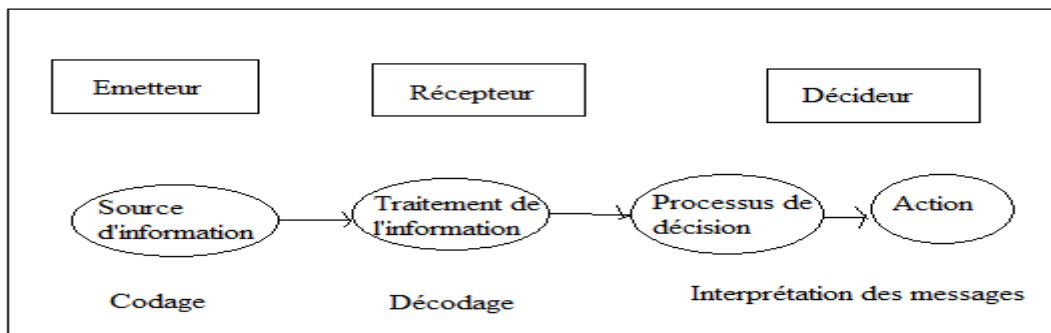 Emetteur
Récepteur
Décideur
Source
d'information
Traitement de
l'information
Processus de
décision
Action
Codage
Décodage
Interprétation des messages